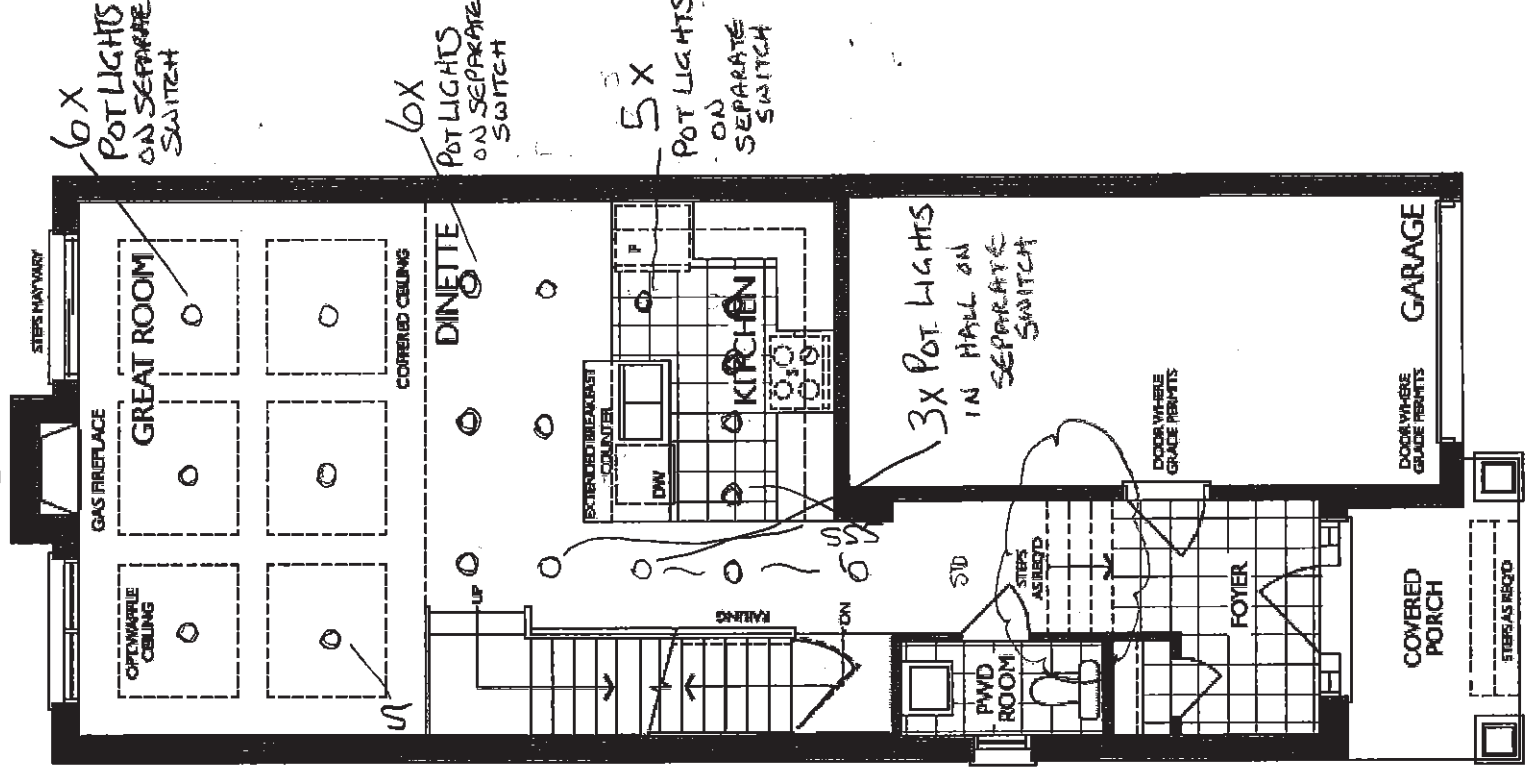 6X
POT LIGHTS
ON SEPARATE
SWITCH
6X
POT LIGHTS
ON SEPARATE
SWITCH
5X
POT LIGHTS
ON
SEPARATE
SWITCH
STEPS MAY VARY
GAS FIREPLACE
GREAT ROOM
OPT. WAFFLE
CEILING
COFFERED CEILING
DINETTE
UP
EXTENDED BREAKFAST
COUNTER
DW
F
KITCHEN
S
RAILING
DN
S
SSS
3X POT LIGHTS
IN HALL ON
SEPARATE
SWITCH
STD
STEPS
AS REQ'D
PWD
ROOM
FOYER
DOOR WHERE
GRADE PERMITS
GARAGE
DOOR WHERE
GRADE PERMITS
COVERED
PORCH
STEPS AS REQ'D